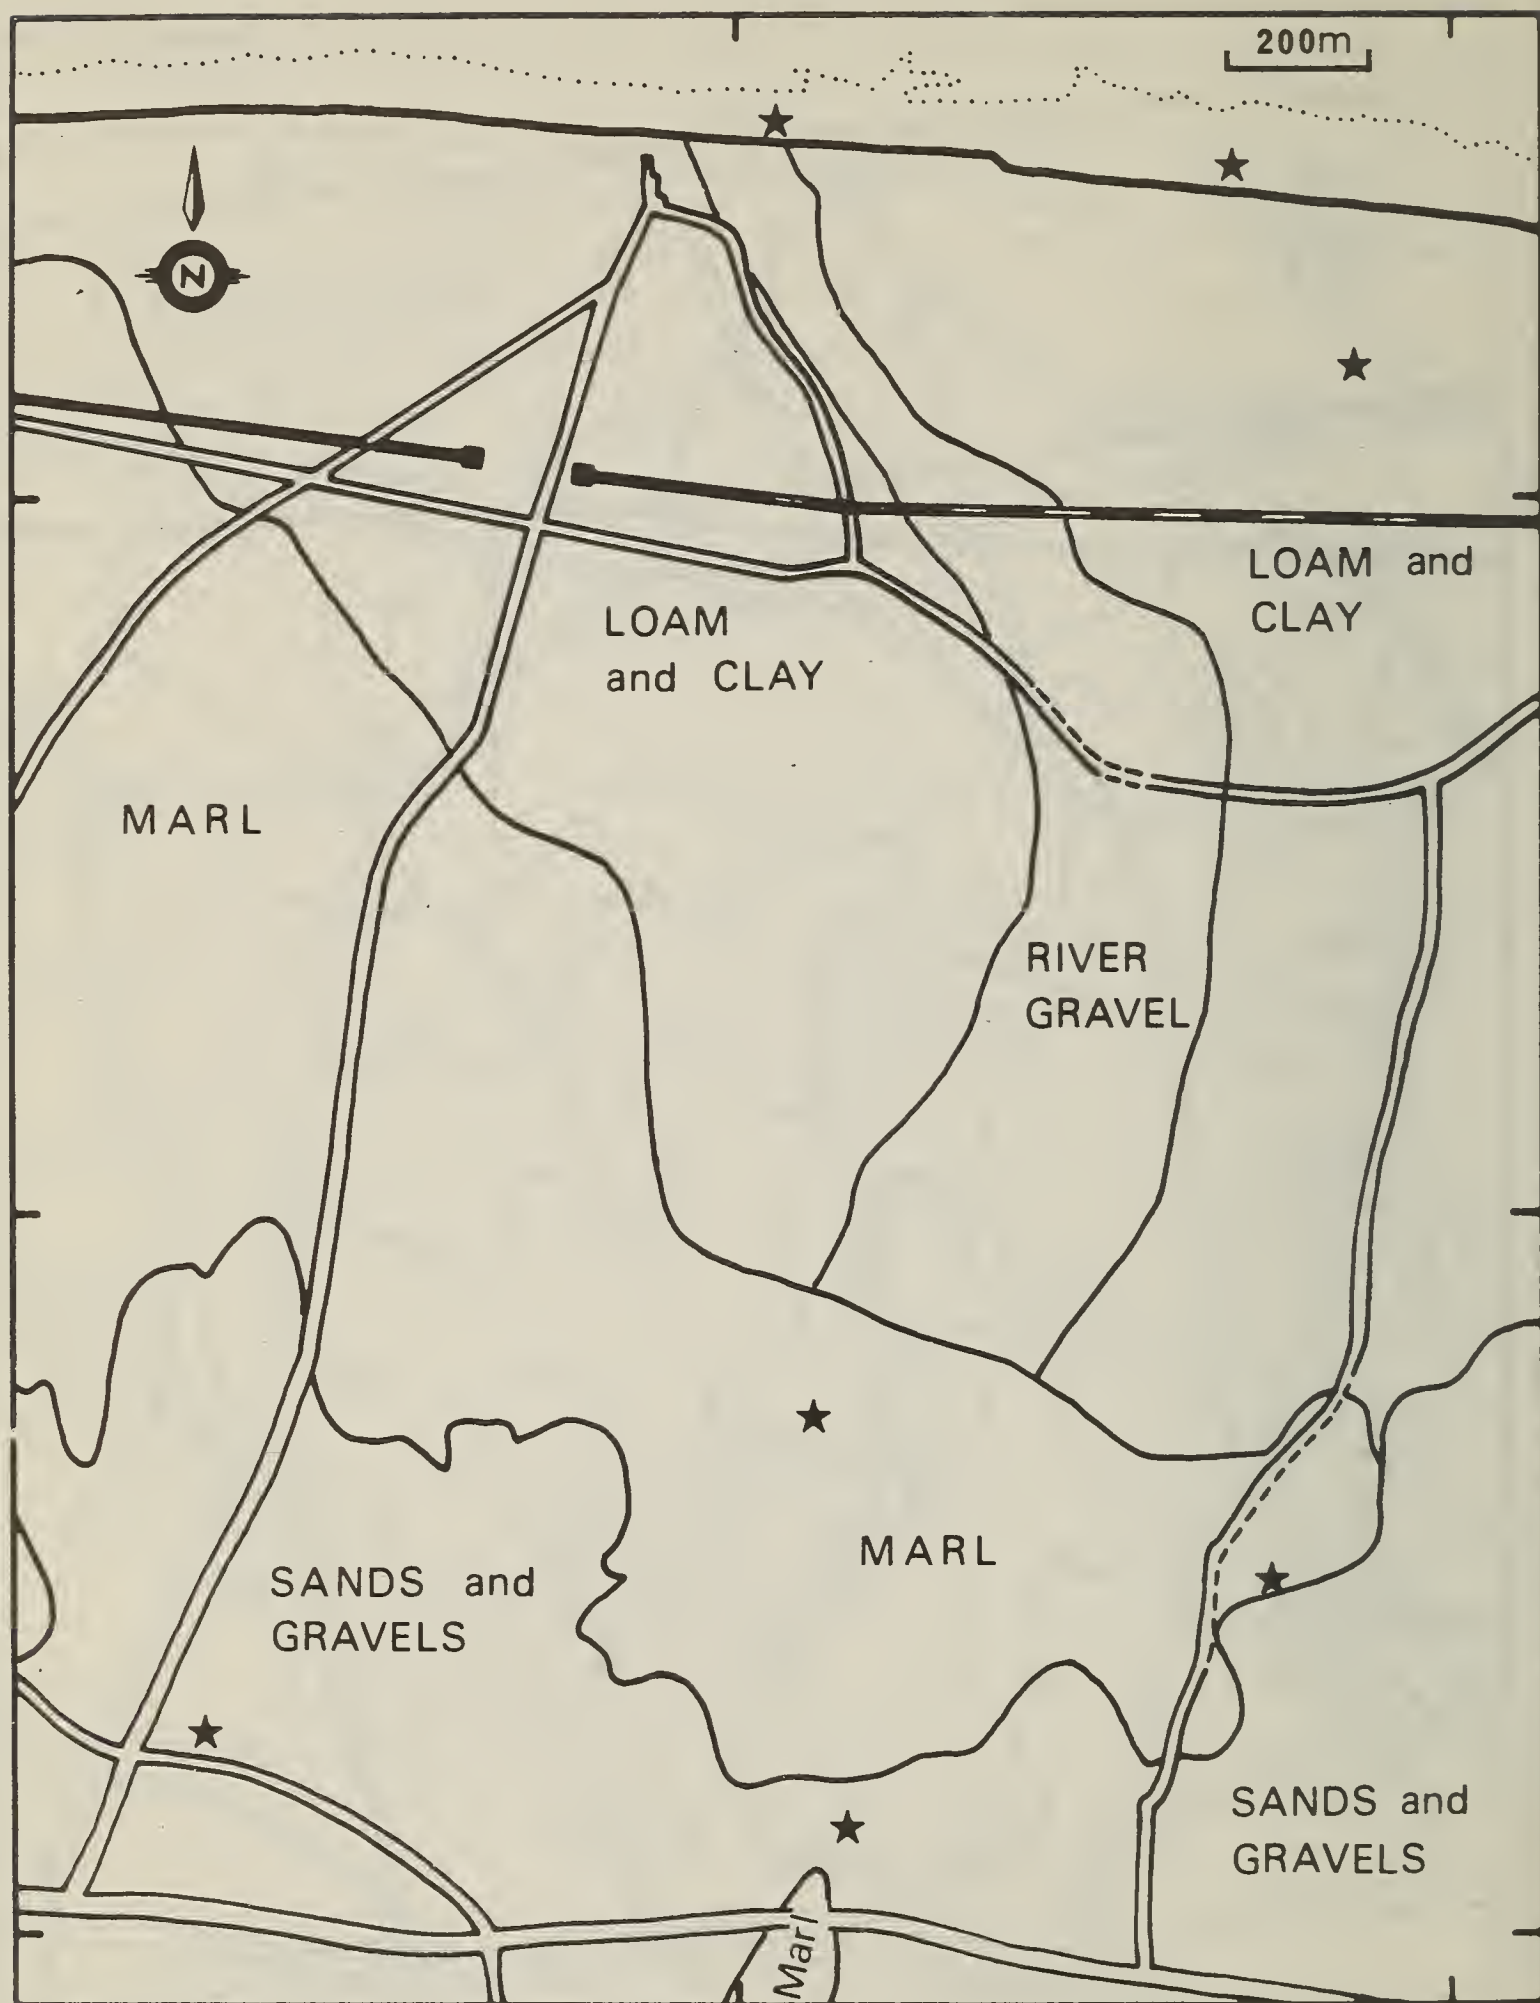 200m
N
LOAM and
CLAY
LOAM
and CLAY
MARL
RIVER
GRAVEL
MARL
SANDS and
GRAVELS
SANDS and
GRAVELS
Marl